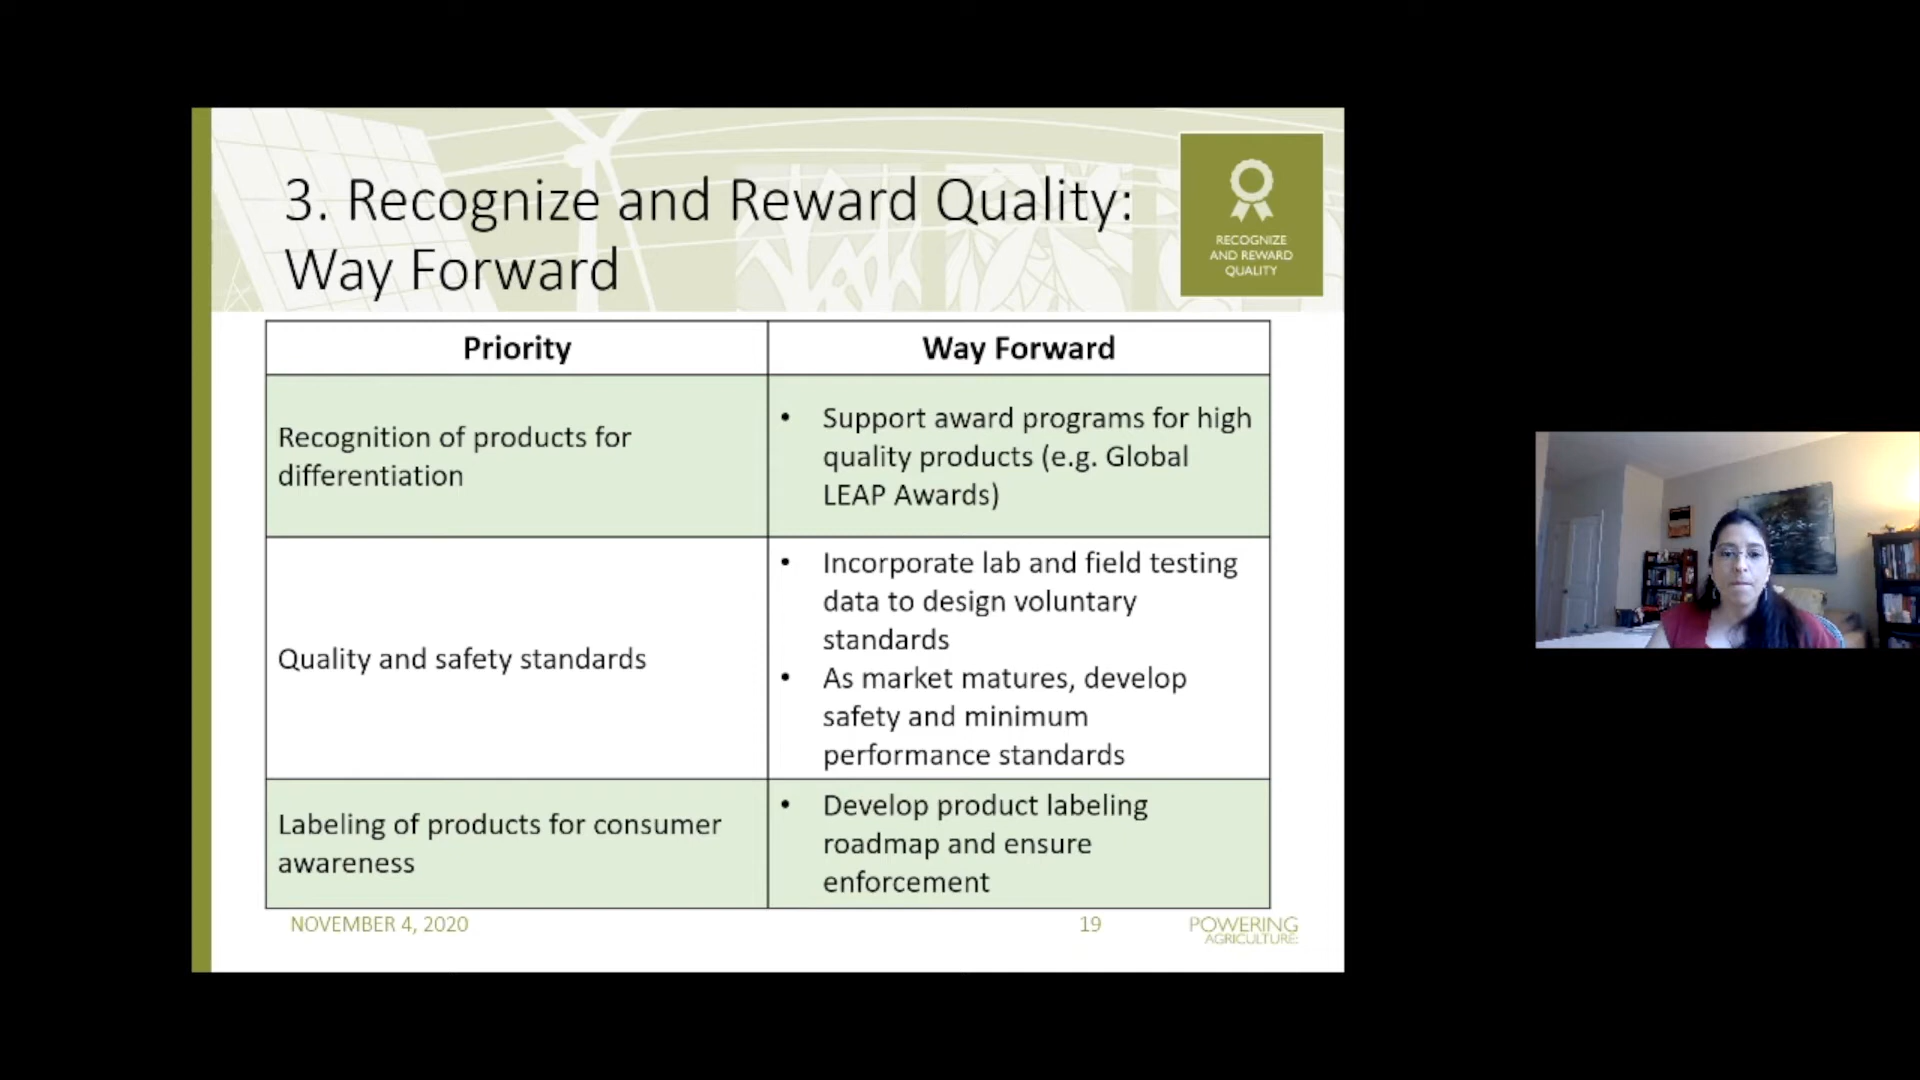 3. Recognize and Reward Quality:
Way Forward
RECOGNIZE
AND REWARD
QUALITY
Priority
Way Forward
Recognition of products for
differentiation
• Support award programs for high
quality products (e.g. Global
LEAP Awards)
Quality and safety standards
• Incorporate lab and field testing
data to design voluntary
standards
• As market matures, develop
safety and minimum
performance standards
Labeling of products for consumer
awareness
• Develop product labeling
roadmap and ensure
enforcement
NOVEMBER 4, 2020
19
POWERING
AGRICULTURE: